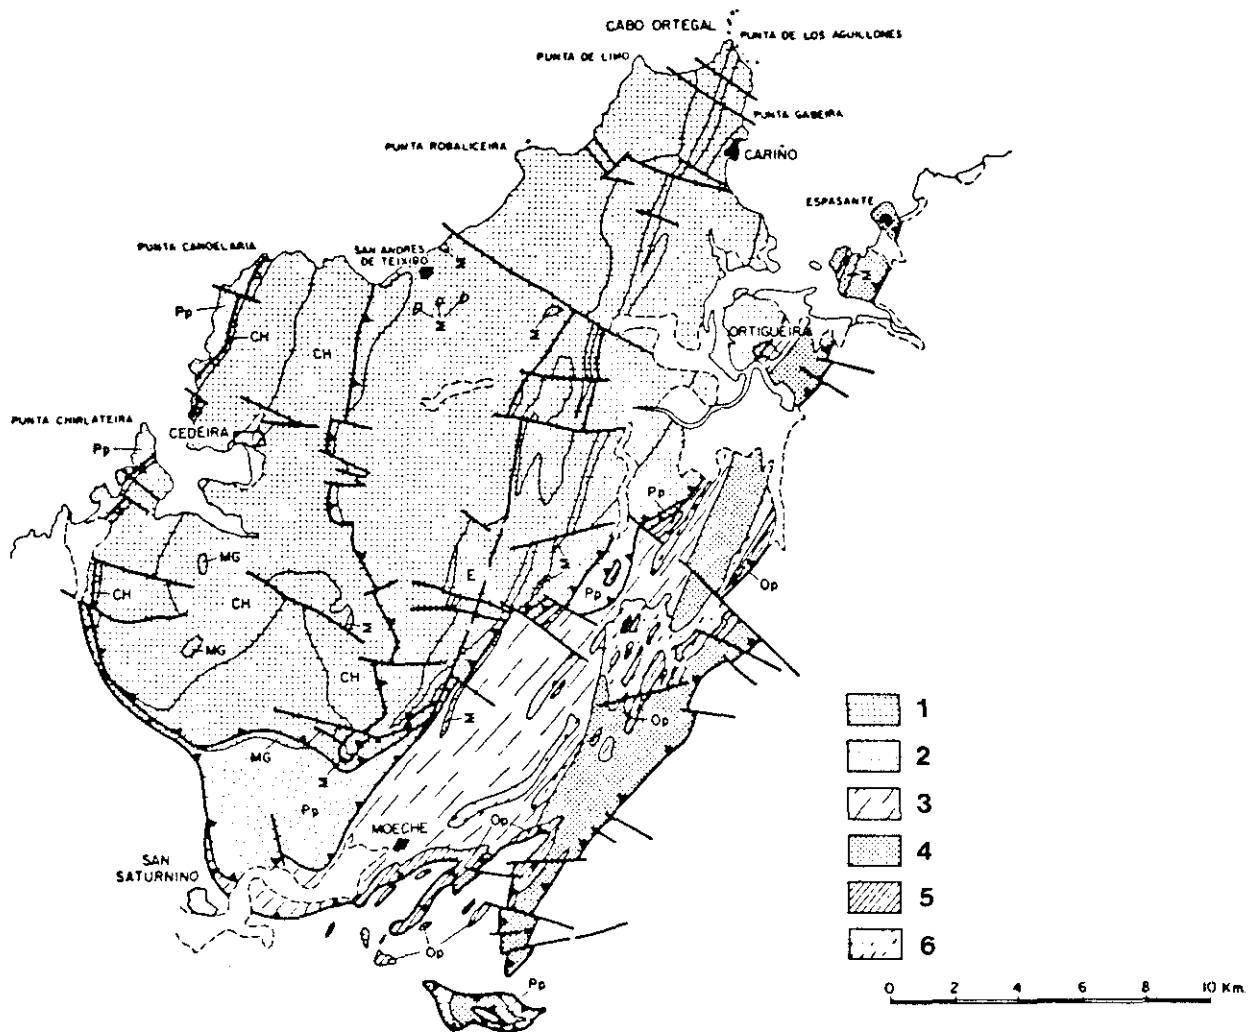 CABO ORTEGAL
PUNTA DE LOS AGUILLONES
PUNTA DE LIMO
PUNTA GABEIRA
PUNTA ROBALICEIRA
CARIÑO
ESPASANTE
PUNTA CANDELARIA
SAN ANDRES
DE TEIXIDO
M
M
Pp
M
M
CH
CH
ORTIGUEIRA
PUNTA CHIRLATEIRA
CEDEIRA
Pp
Pp
MG
E
M
Pp
Op
CH
CH
M
MG
CH
M
Op
MG
M
Pp
Op
MOECHE
SAN
SATURNINO
Op
Pp
1
2
3
4
5
6
0 2 4 6 8 10 Km.